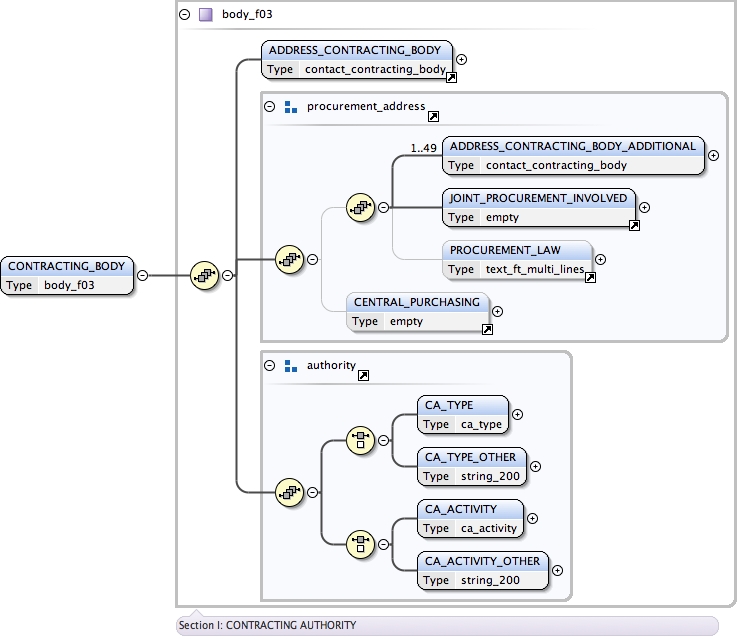 body_f03
ADDRESS_CONTRACTING_BODY
Type contact_contracting_body
procurement_address
1..49
ADDRESS_CONTRACTING_BODY_ADDITIONAL
Type contact_contracting_body
JOINT_PROCUREMENT_INVOLVED
Type empty
PROCUREMENT_LAW
Type text_ft_multi_lines
CONTRACTING_BODY
Type body_f03
CENTRAL_PURCHASING
Type empty
authority
CA_TYPE
Type ca_type
CA_TYPE_OTHER
Type string_200
CA_ACTIVITY
Type ca_activity
CA_ACTIVITY_OTHER
Type string_200
Section I: CONTRACTING AUTHORITY